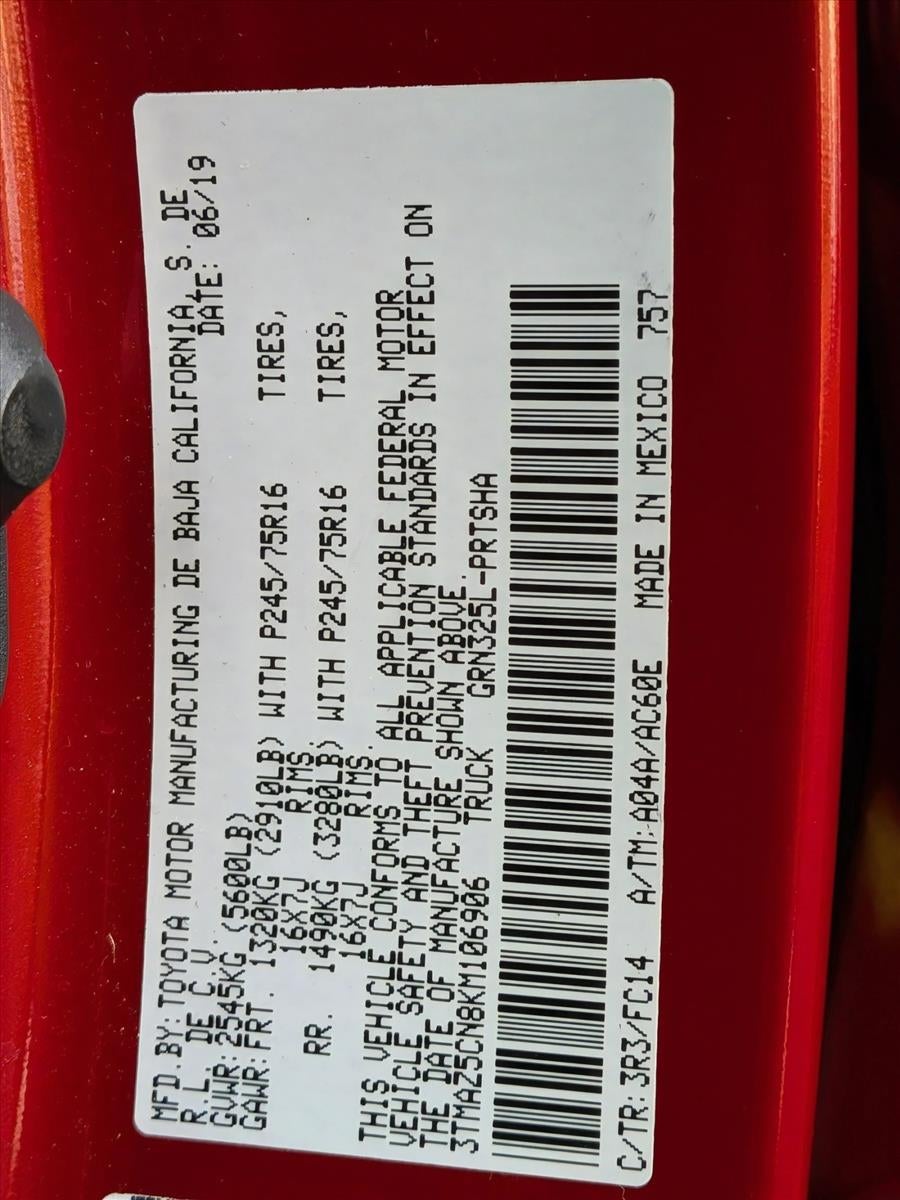 MFD.BY:TOYOTA MOTOR MANUFACTURING DE BAJA CALIFORNIA, S. DE
R.L. DE C.V. DATE: 06/19
GVWR:2545KG(5600LB)
GAWR:FRT. 1320KG (2910LB) WITH P245/75R16 TIRES,
16X7J RIMS
RR. 1490KG (3280LB) WITH P245/75R16 TIRES,
16X7J RIMS.
THIS VEHICLE CONFORMS TO ALL APPLICABLE FEDERAL MOTOR
VEHICLE SAFETY AND THEFT PREVENTION STANDARDS IN EFFECT ON
THE DATE OF MANUFACTURE SHOWN ABOVE.
3TMAZ5CN8KM106906 TRUCK GRN325L-PRTSHA
C/TR:3R3/FC14 A/TM:A04A/AC60E MADE IN MEXICO 757